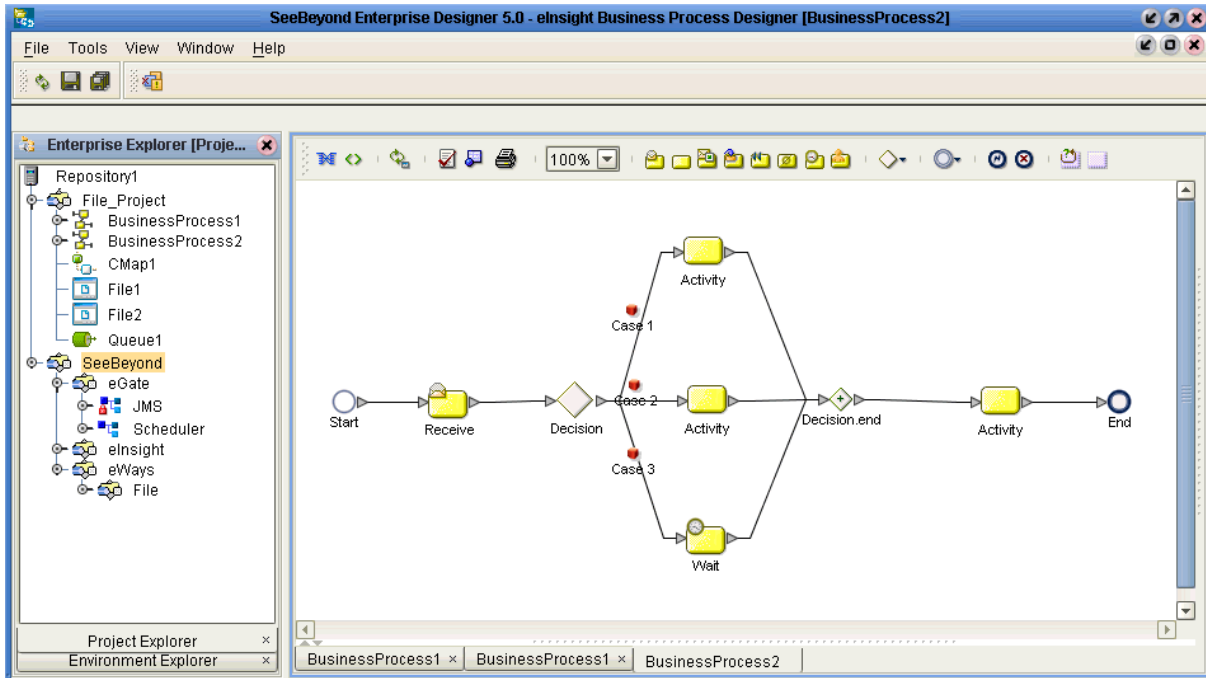 SeeBeyond Enterprise Designer 5.0 - eInsight Business Process Designer [BusinessProcess2]
File Tools View Window Help
Enterprise Explorer [Proje...
100%
Repository1
File_Project
BusinessProcess1
BusinessProcess2
CMap1
File1
File2
Queue1
SeeBeyond
eGate
JMS
Scheduler
eInsight
eWays
File
Project Explorer
Environment Explorer
Activity
Case 1
Start
Receive
Decision
Case 2
Activity
Decision.end
Activity
End
Case 3
Wait
BusinessProcess1
BusinessProcess1
BusinessProcess2